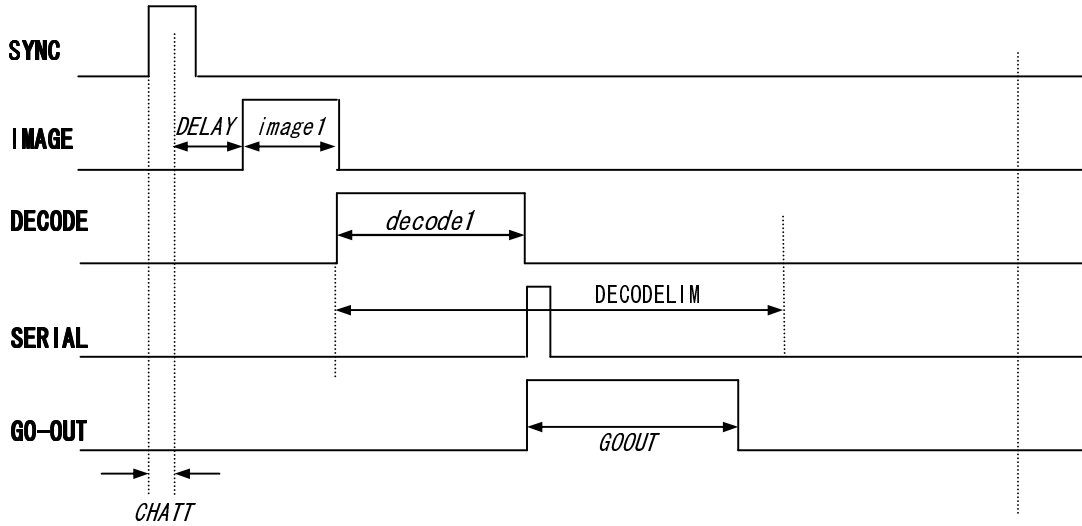 SYNC
IMAGE
DELAY
image1
DECODE
decode1
DECODELIM
SERIAL
GO-OUT
GOOUT
CHATT